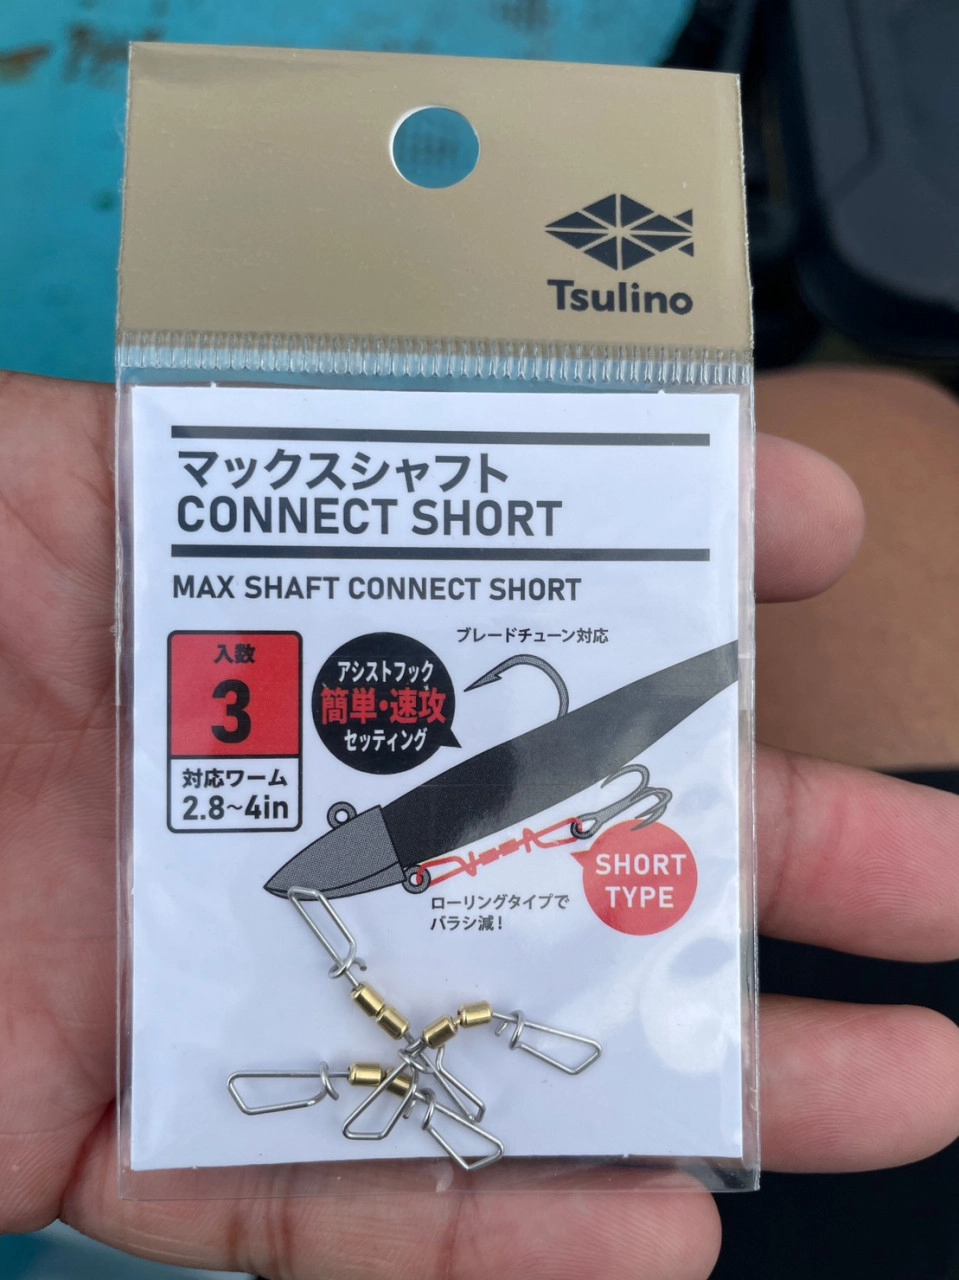 Tsulino
マックスシャフト
CONNECT SHORT
MAX SHAFT CONNECT SHORT
入数
3
対応ワーム
2.8~4in
アシストフック
簡単・速攻
セッティング
ブレードチューン対応
SHORT
TYPE
ローリングタイプで
バラシ減!